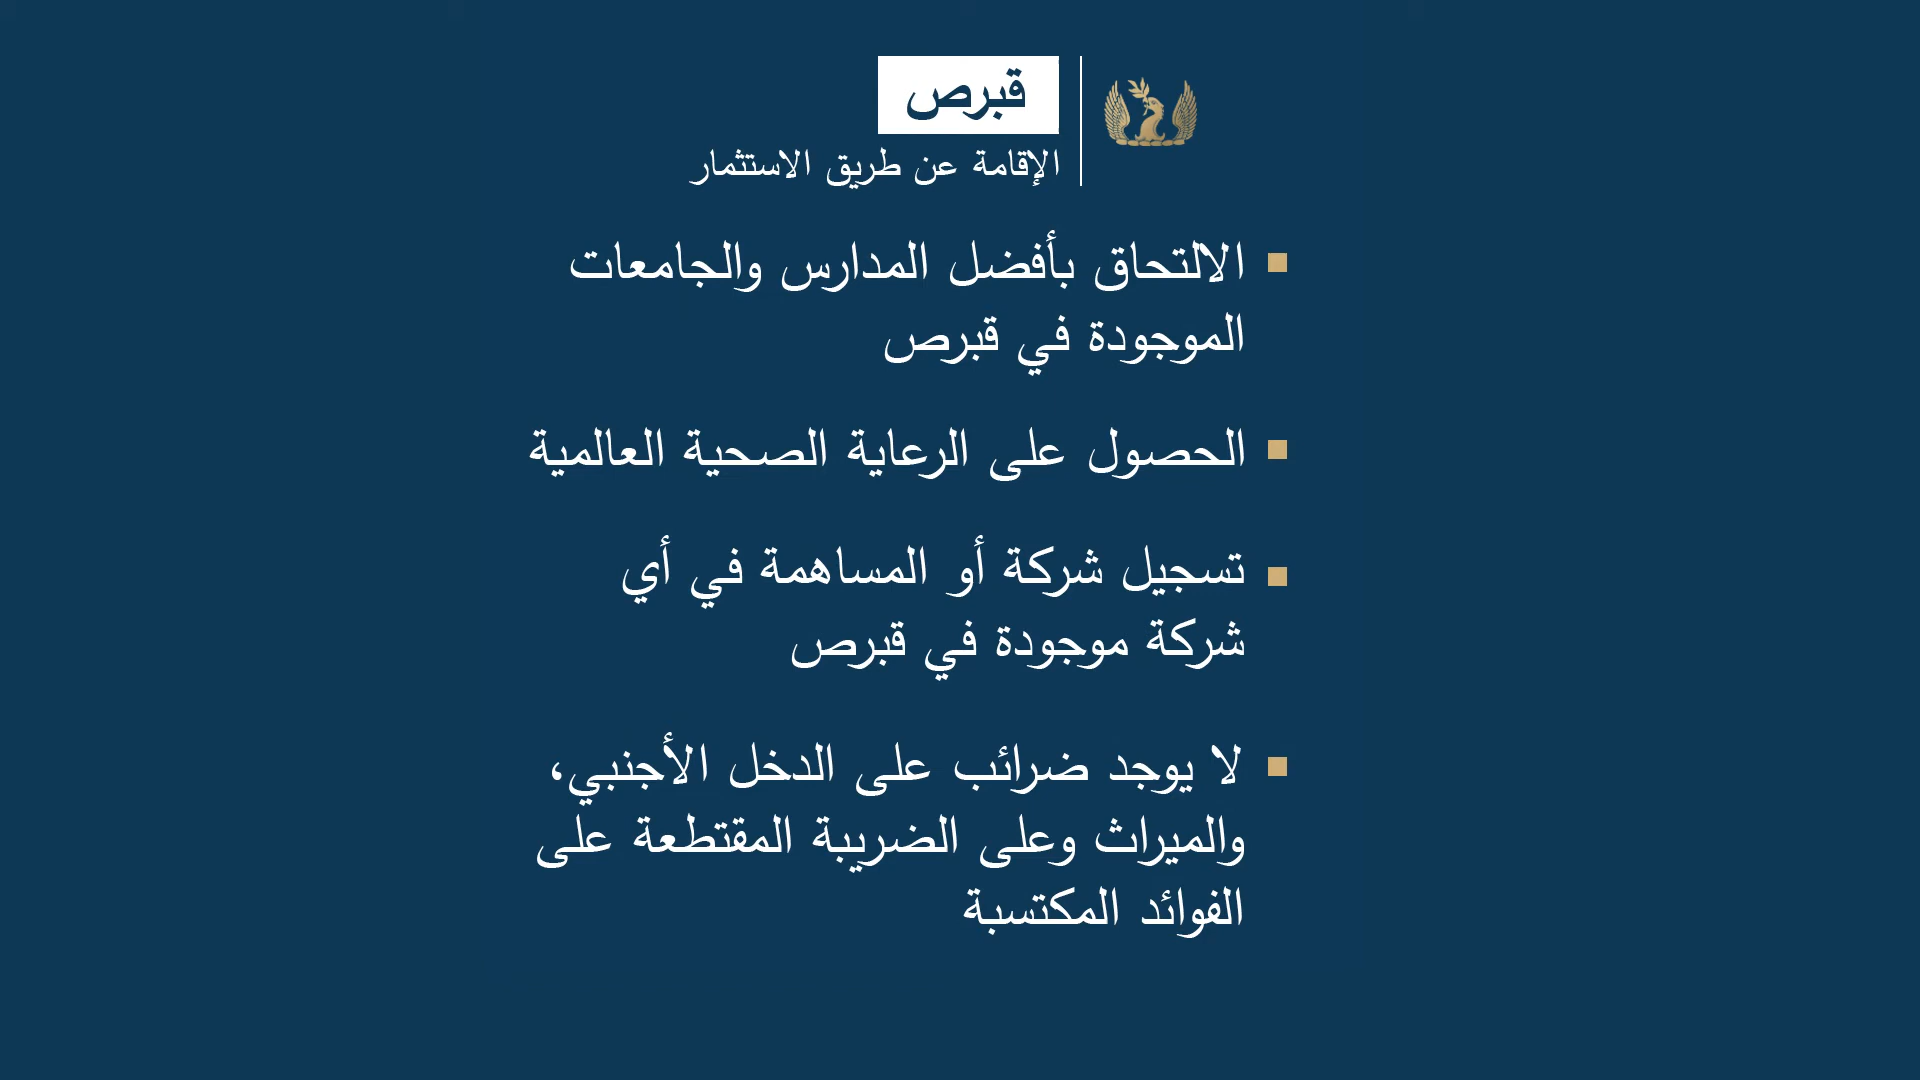 قبرص
الإقامة عن طريق الاستثمار
الالتحاق بأفضل المدارس والجامعات
الموجودة في قبرص
الحصول على الرعاية الصحية العالمية
تسجيل شركة أو المساهمة في أي
شركة موجودة في قبرص
لا يوجد ضرائب على الدخل الأجنبي،
والميراث وعلى الضريبة المقتطعة على
الفوائد المكتسبة